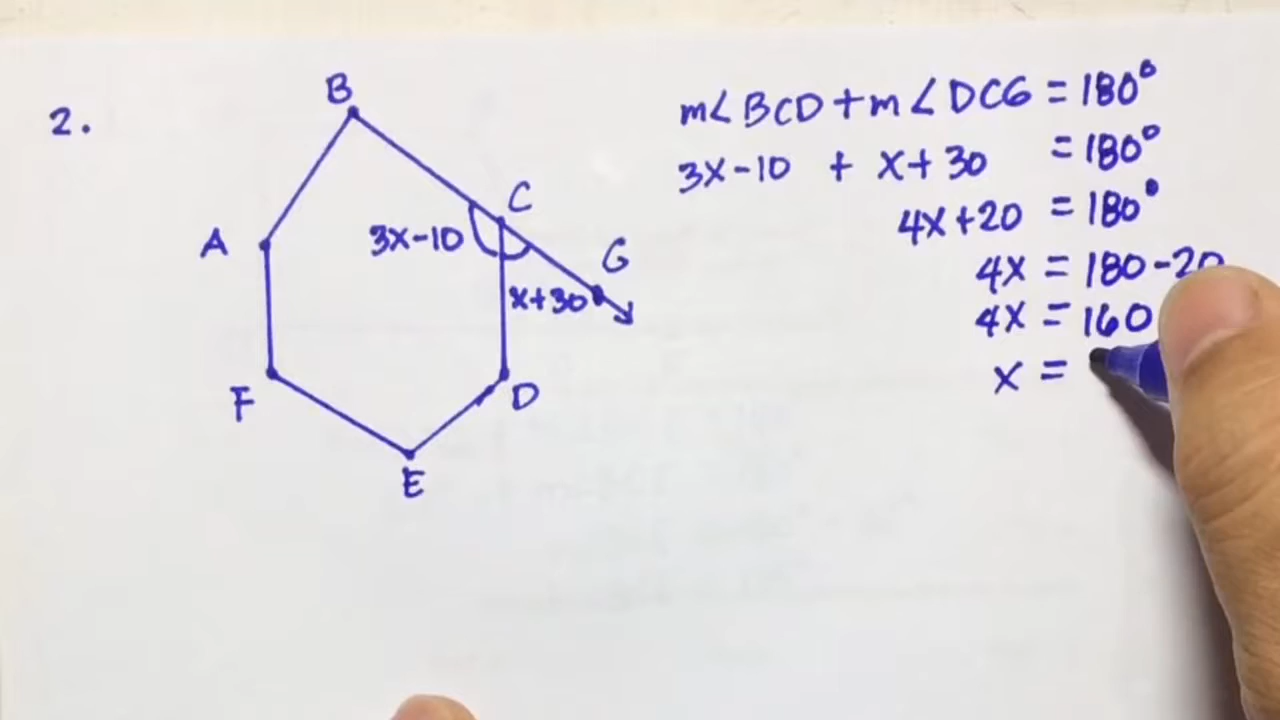 2.
B
C
A
3x-10
G
x+30
F
D
E
m∠BCD+m∠DCG = 180°
3x-10 + x+30 = 180°
4x+20 = 180°
4x = 180-20
4x = 160
x =